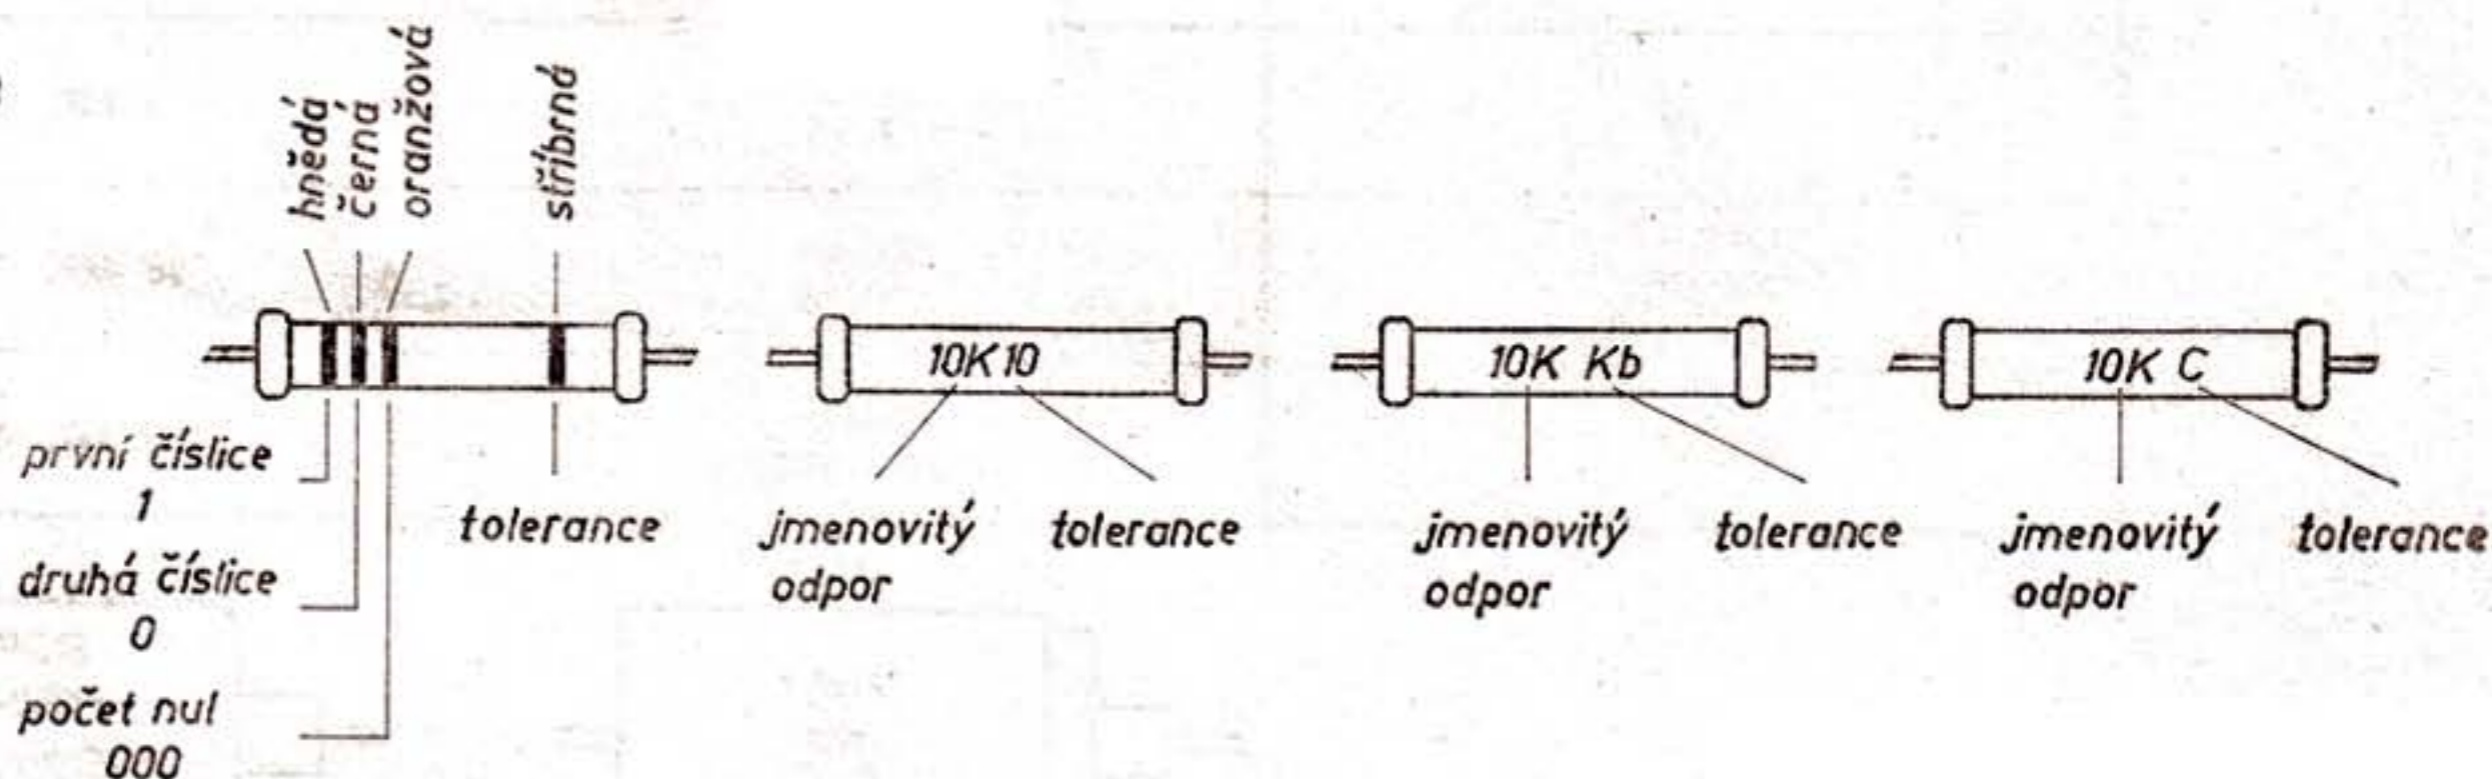 hnědá
černá
oranžová
stříbrná
10K10
10K Kb
10K C
první číslice
1
druhá číslice
0
počet nul
000
tolerance
jmenovitý
odpor
tolerance
jmenovitý
odpor
tolerance
jmenovitý
odpor
tolerance